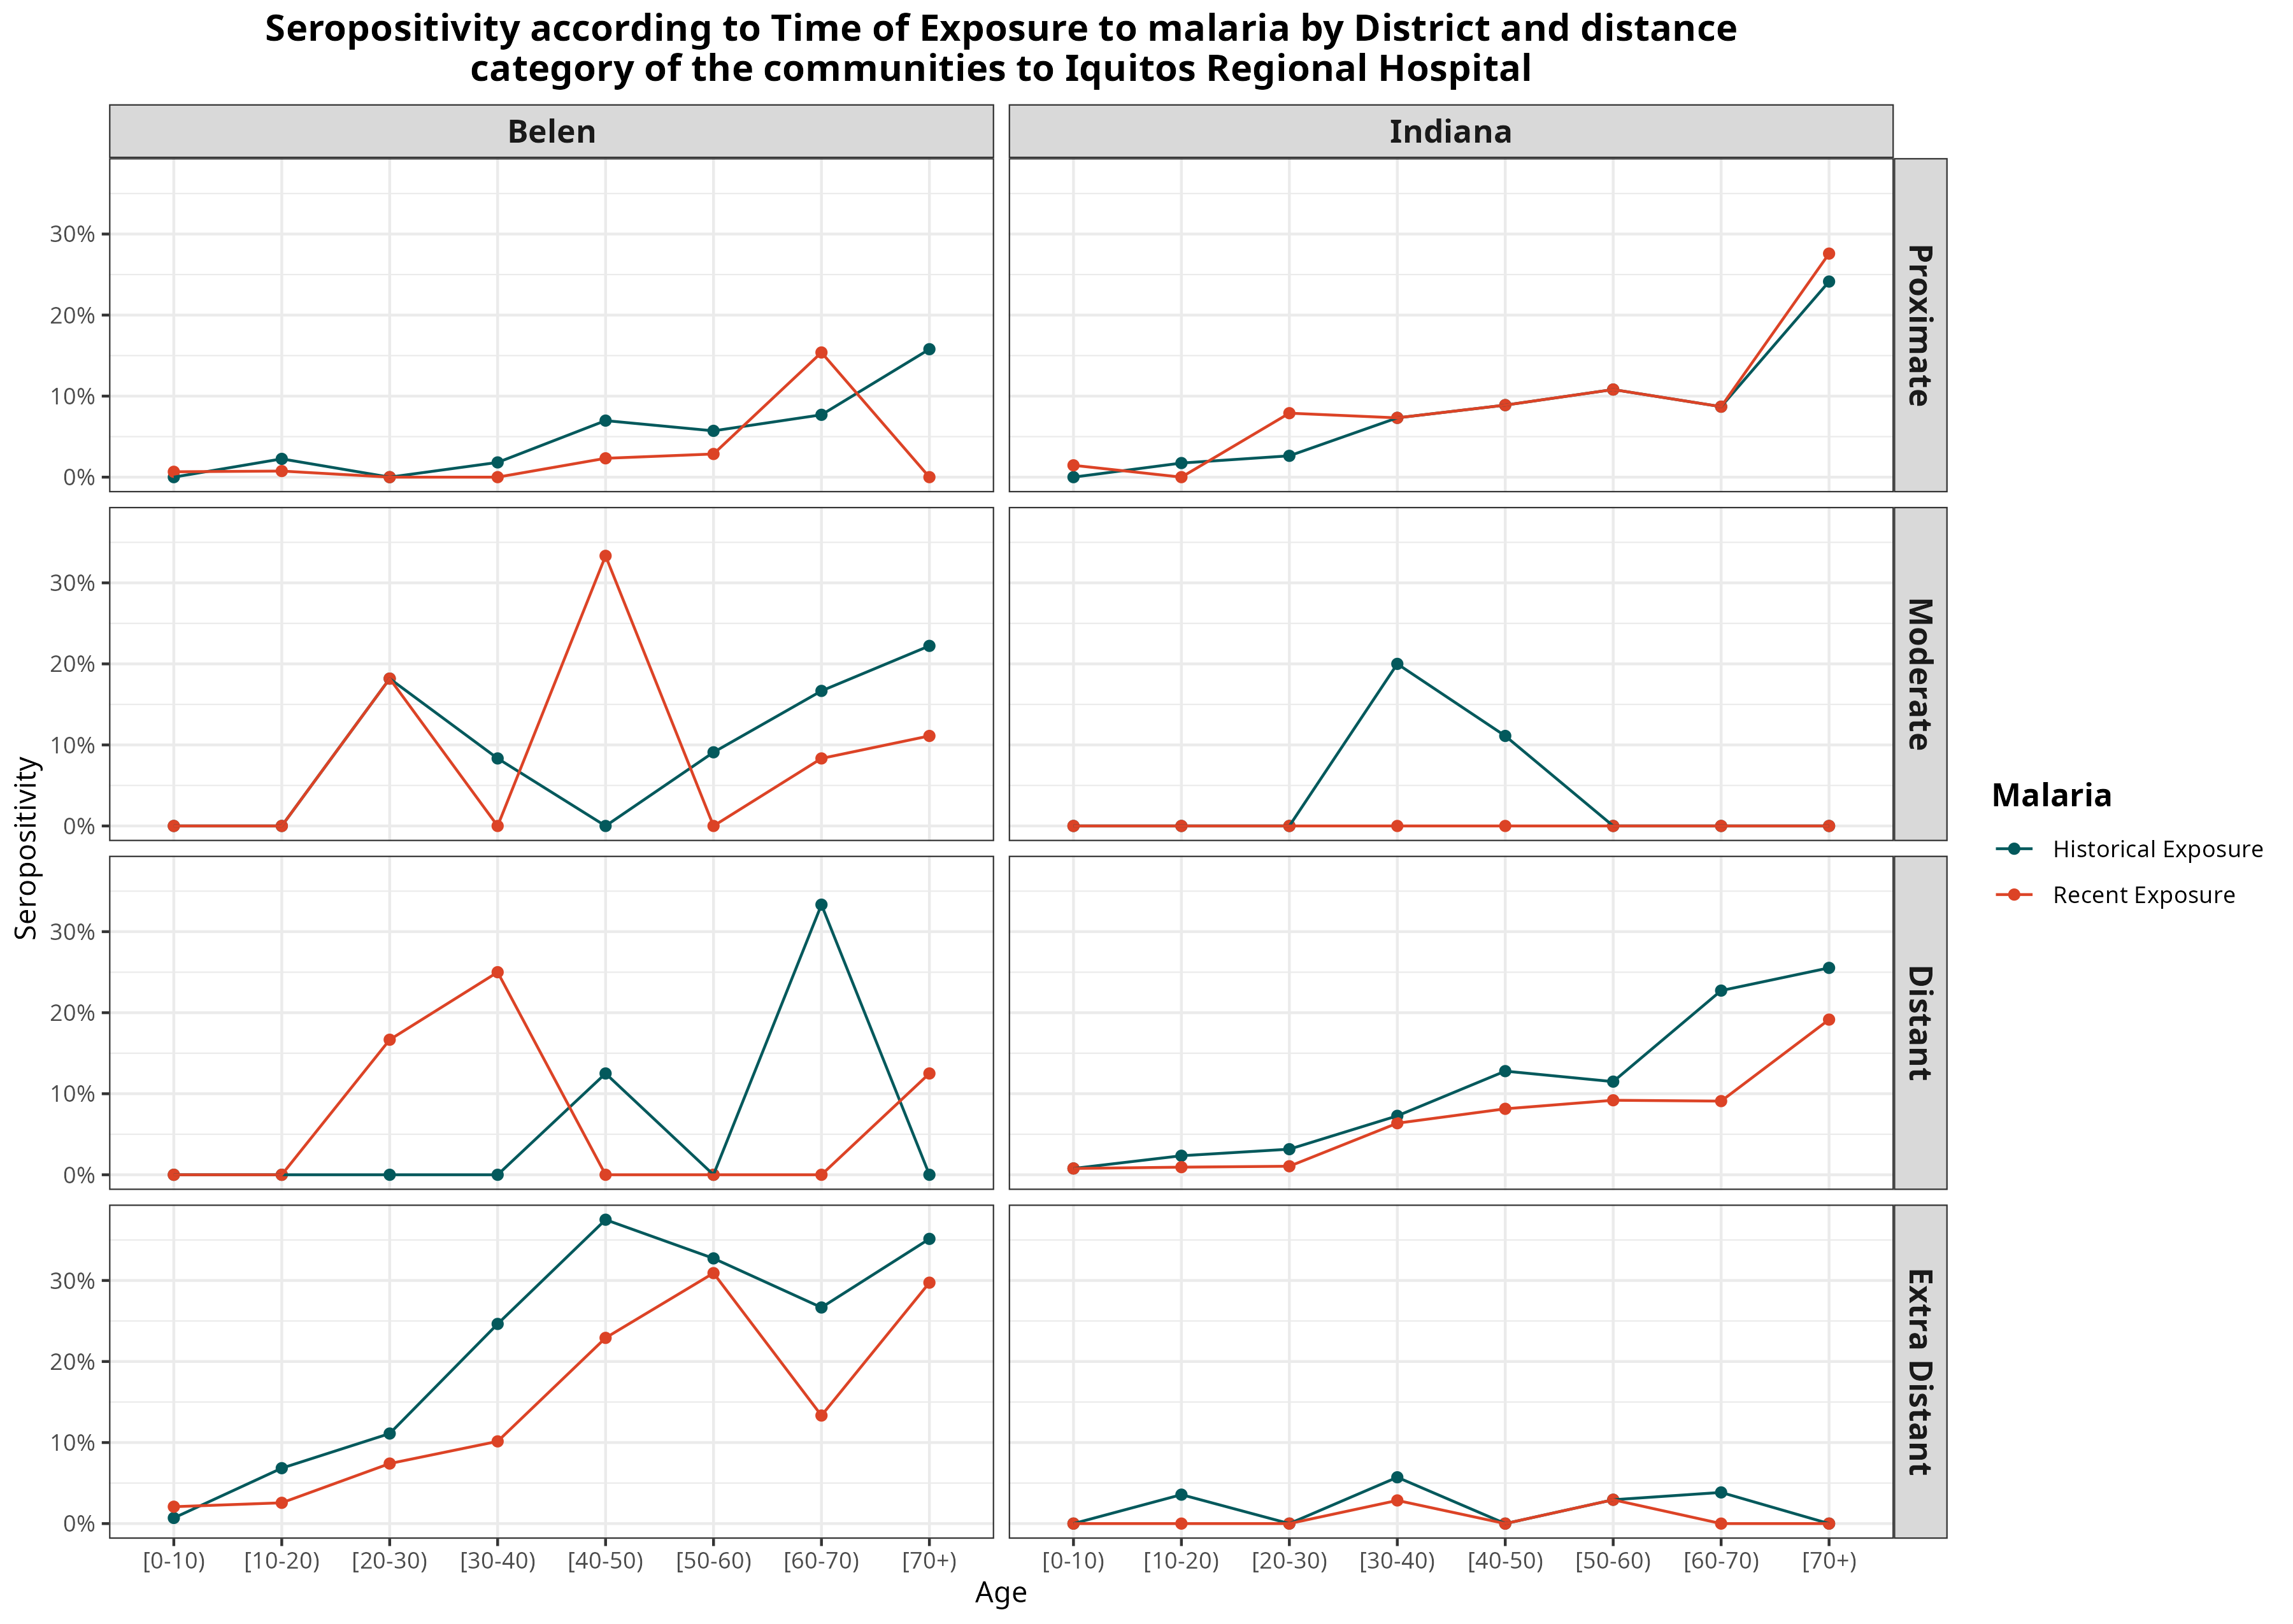 Seropositivity according to Time of Exposure to malaria by District and distance
category of the communities to Iquitos Regional Hospital
Belen
Indiana
30%
20%
10%
0%
Proximate
30%
20%
10%
0%
Moderate
30%
20%
10%
0%
Distant
30%
20%
10%
0%
Extra Distant
Seropositivity
[0-10) [10-20) [20-30) [30-40) [40-50) [50-60) [60-70) [70+)
[0-10) [10-20) [20-30) [30-40) [40-50) [50-60) [60-70) [70+)
Age
Malaria
Historical Exposure
Recent Exposure